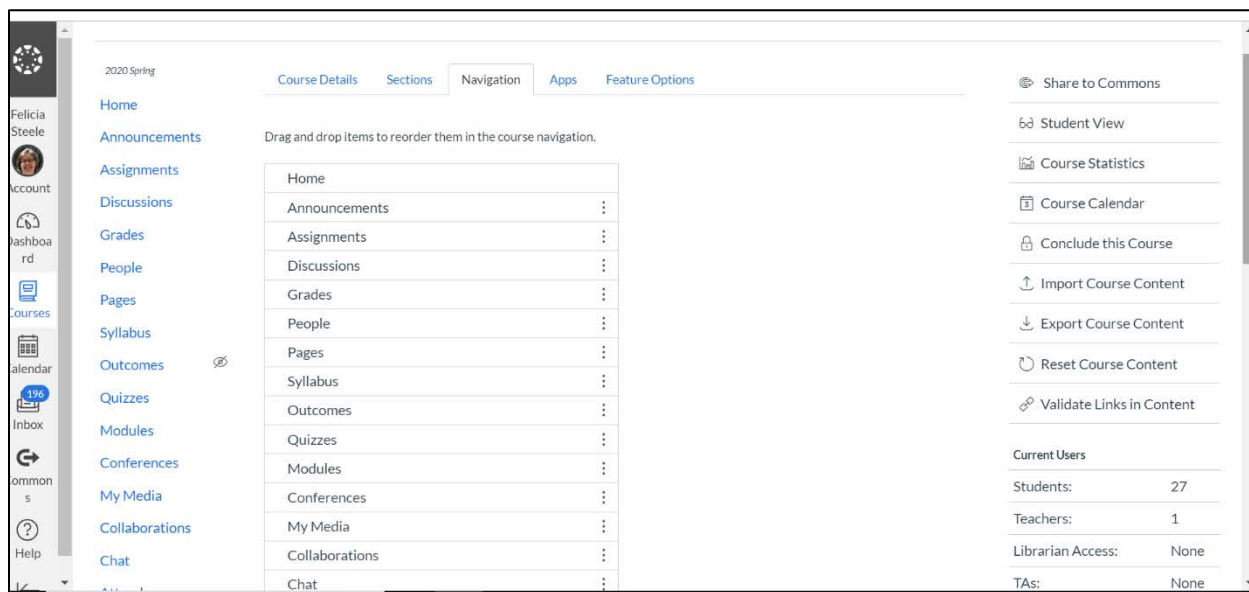 Felicia
Steele
Account
Dashboa
rd
Courses
Calendar
196
Inbox
Common
s
Help
2020 Spring
Home
Announcements
Assignments
Discussions
Grades
People
Pages
Syllabus
Outcomes
Quizzes
Modules
Conferences
My Media
Collaborations
Chat
Course Details Sections Navigation Apps Feature Options
Drag and drop items to reorder them in the course navigation.
Home
Announcements
Assignments
Discussions
Grades
People
Pages
Syllabus
Outcomes
Quizzes
Modules
Conferences
My Media
Collaborations
Chat
Share to Commons
Student View
Course Statistics
Course Calendar
Conclude this Course
Import Course Content
Export Course Content
Reset Course Content
Validate Links in Content
Current Users
Students: 27
Teachers: 1
Librarian Access: None
TAs: None